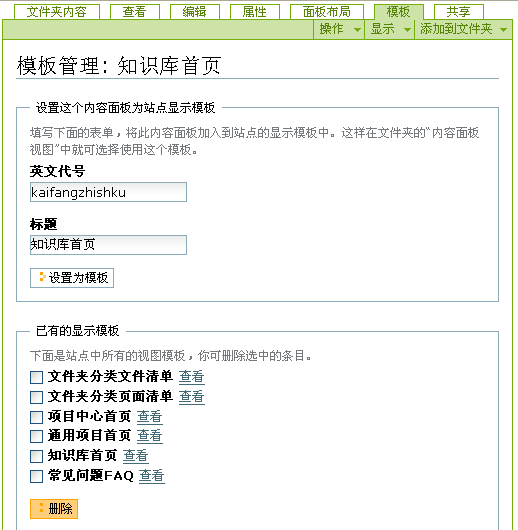 文件夹内容 查看 编辑 属性 面板布局 模板 共享
操作 显示 添加到文件夹
模板管理: 知识库首页
设置这个内容面板为站点显示模板
填写下面的表单，将此内容面板加入到站点的显示模板中。这样在文件夹的“内容面板
视图”中就可选择使用这个模板。
英文代号
kaifangzhishku
标题
知识库首页
设置为模板
已有的显示模板
下面是站点中所有的视图模板，你可删除选中的条目。
文件夹分类文件清单 查看
文件夹分类页面清单 查看
项目中心首页 查看
通用项目首页 查看
知识库首页 查看
常见问题FAQ 查看
删除